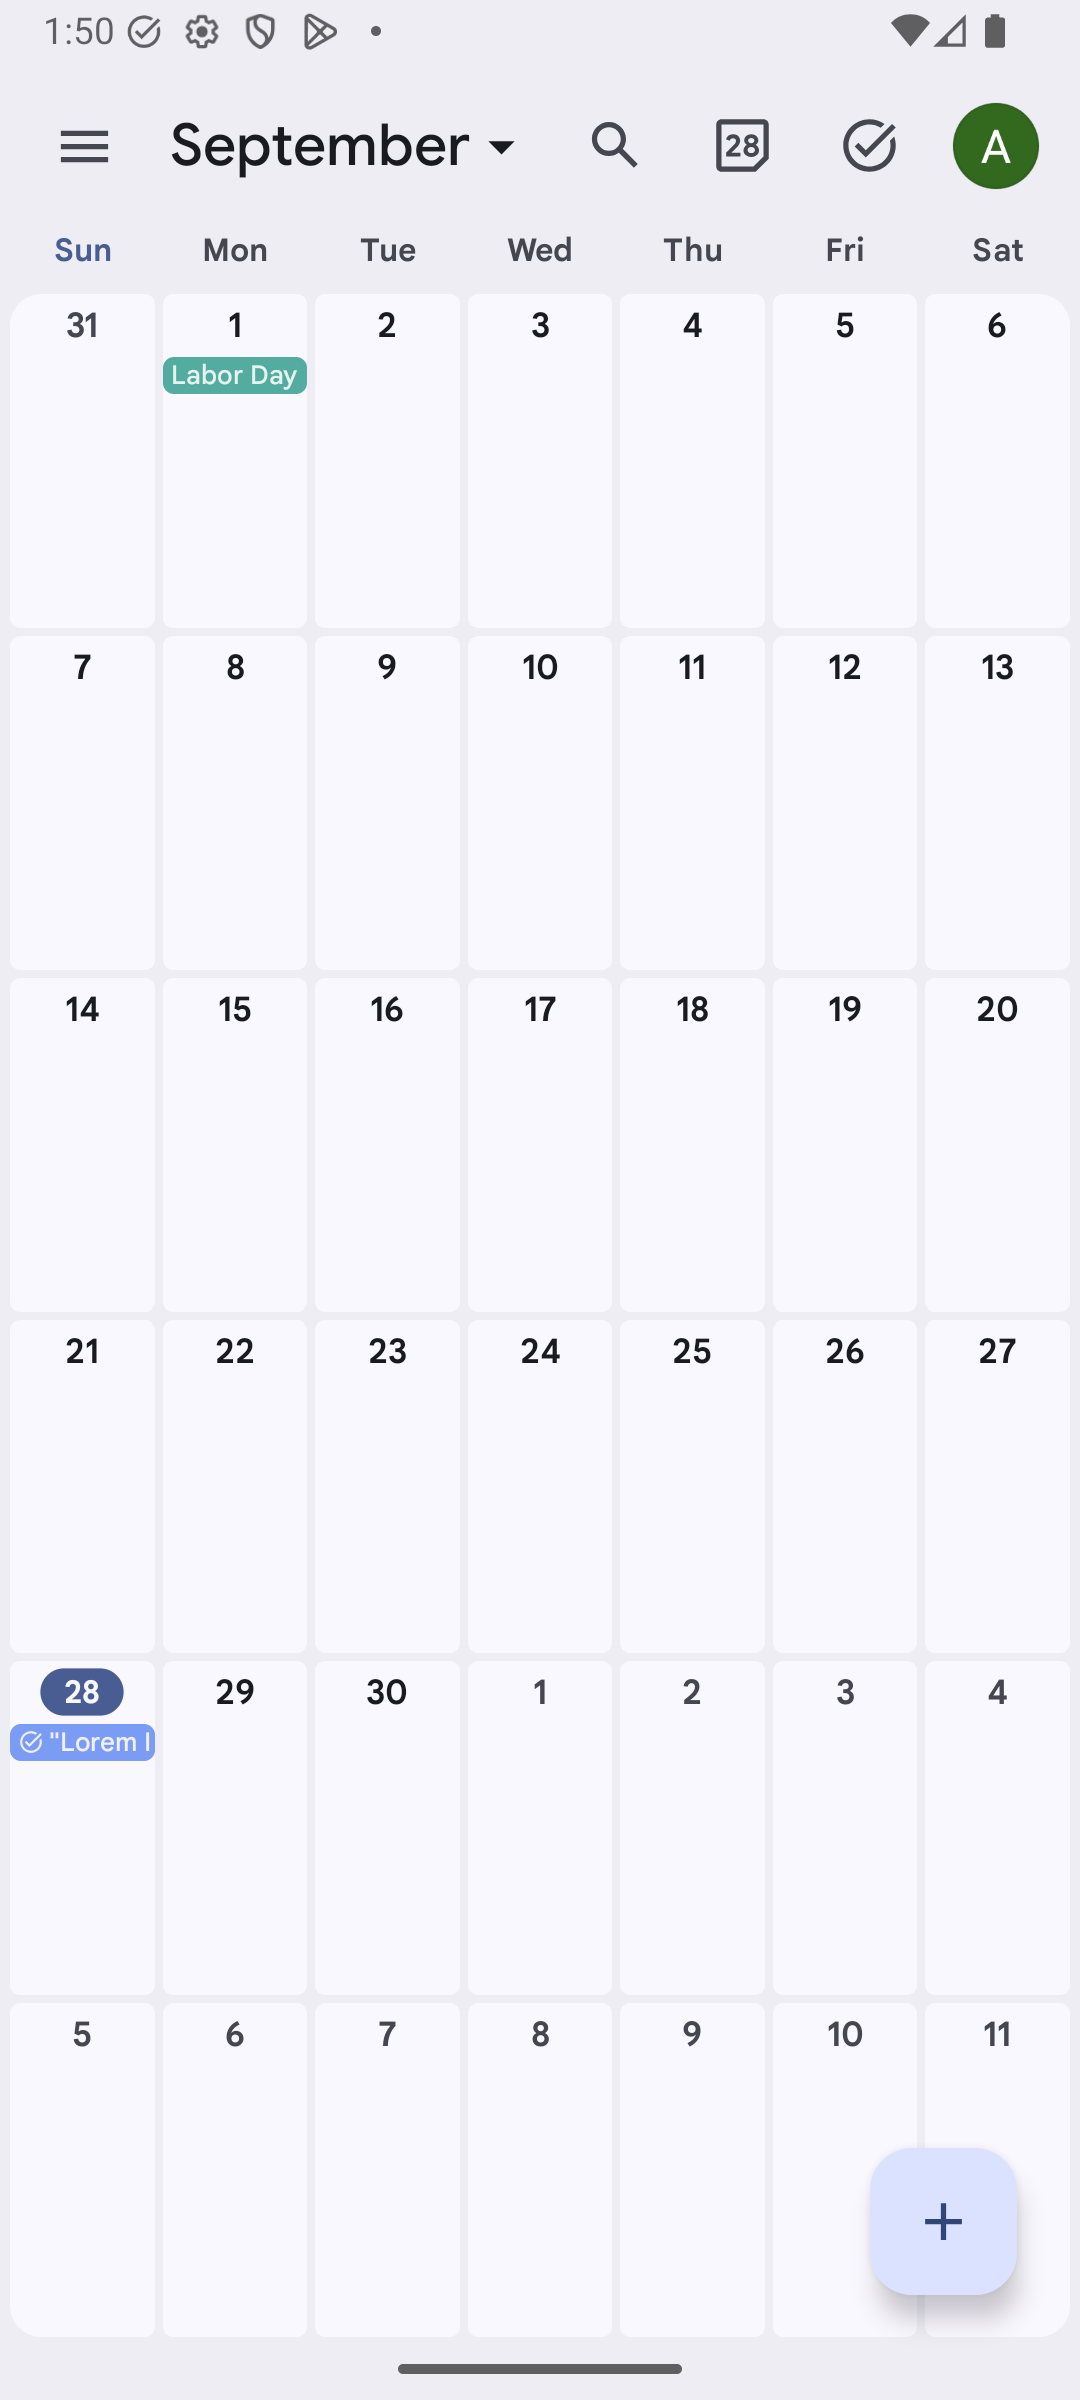 1:50
September
28
A
Sun Mon Tue Wed Thu Fri Sat
31 1 2 3 4 5 6
Labor Day
7 8 9 10 11 12 13
14 15 16 17 18 19 20
21 22 23 24 25 26 27
28 29 30 1 2 3 4
"Lorem I
5 6 7 8 9 10 11